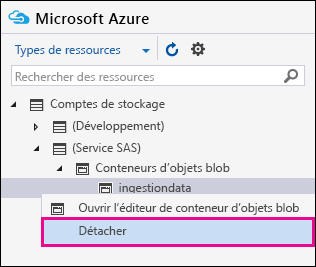 Microsoft Azure
Types de ressources
Rechercher des ressources
Comptes de stockage
(Développement)
(Service SAS)
Conteneurs d'objets blob
ingestiondata
Ouvrir l'éditeur de conteneur d'objets blob
Détacher